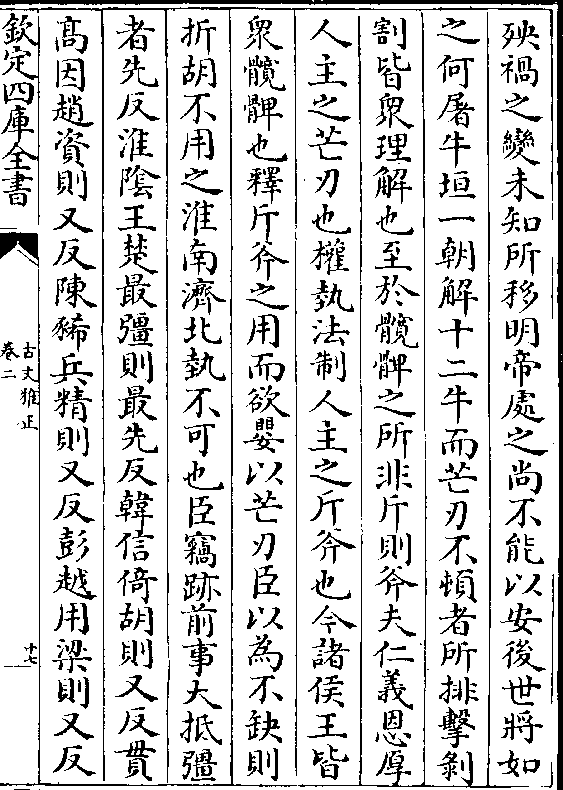 殃禍之變未知所移明帝處之尚不能以安後世將如
之何屠牛垣一朝解十二牛而芒刃不頓者所排擊剝
割皆衆理解也至於髖髀之所非斤則斧夫仁義恩厚
人主之芒刃也權埶法制人主之斤斧也今諸侯王皆
衆髖髀也釋斤斧之用而欲嬰以芒刃臣以為不缺則
折胡不用之淮南濟北埶不可也臣竊跡前事大抵彊
者先反淮陰王楚最彊則最先反韓信倚胡則又反貫
髙因趙資則又反陳豨兵精則又反彭越用梁則又反
欽定四庫全書
古文雅正
卷二
十七